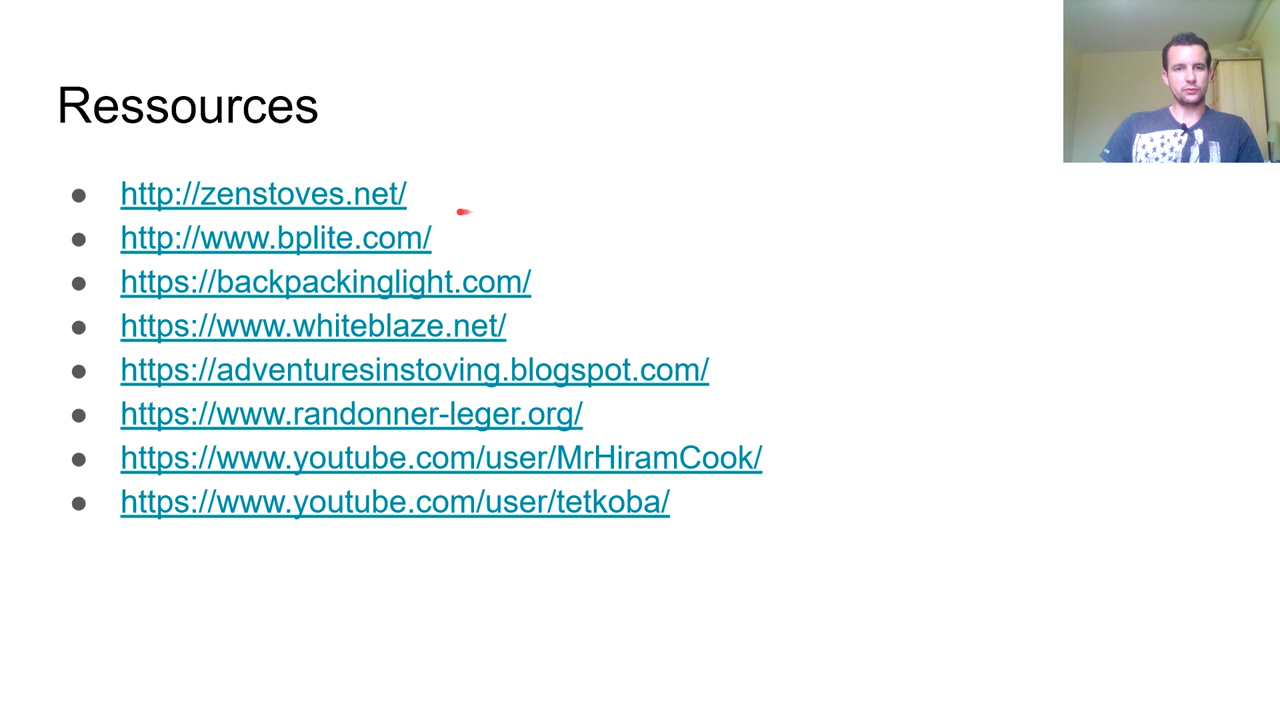 Ressources
http://zenstoves.net/
http://www.bplite.com/
https://backpackinglight.com/
https://www.whiteblaze.net/
https://adventuresinstoving.blogspot.com/
https://www.randonner-leger.org/
https://www.youtube.com/user/MrHiramCook/
https://www.youtube.com/user/tetkoba/